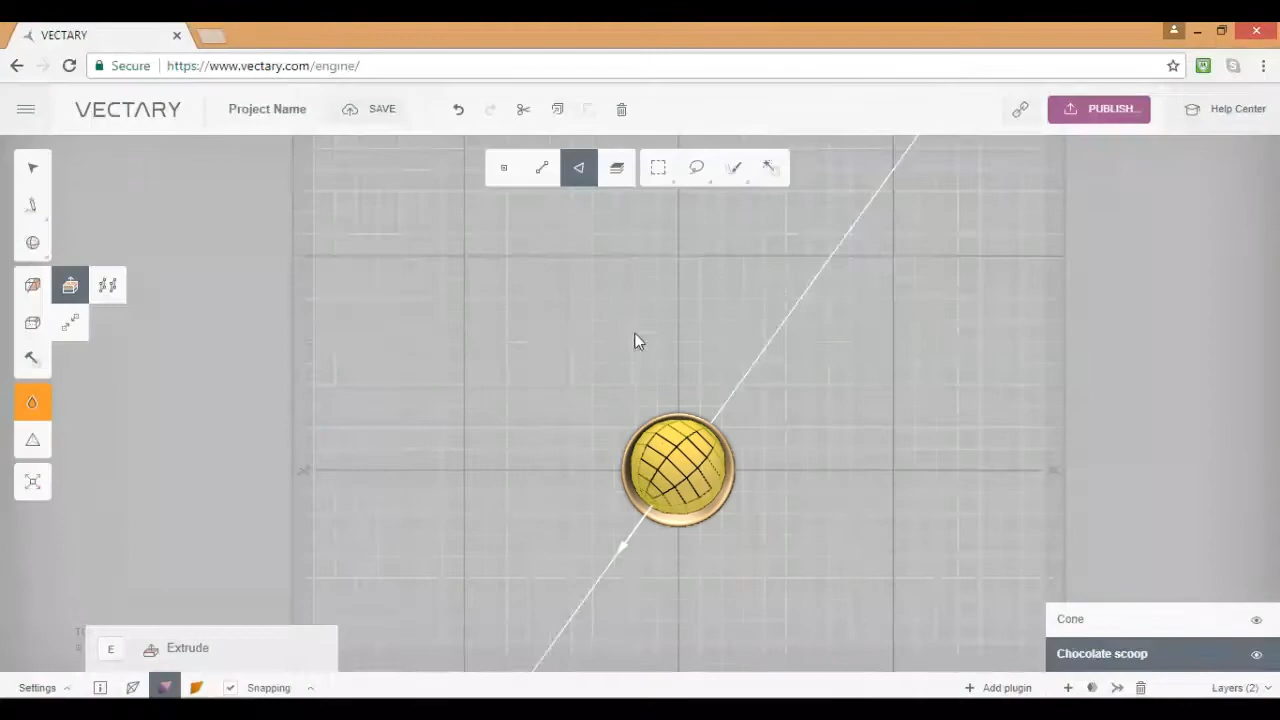 VECTARY
Secure https://www.vectary.com/engine/
VECTARY Project Name SAVE PUBLISH... Help Center
Cone
E Extrude
Chocolate scoop
Settings Snapping Add plugin Layers (2)